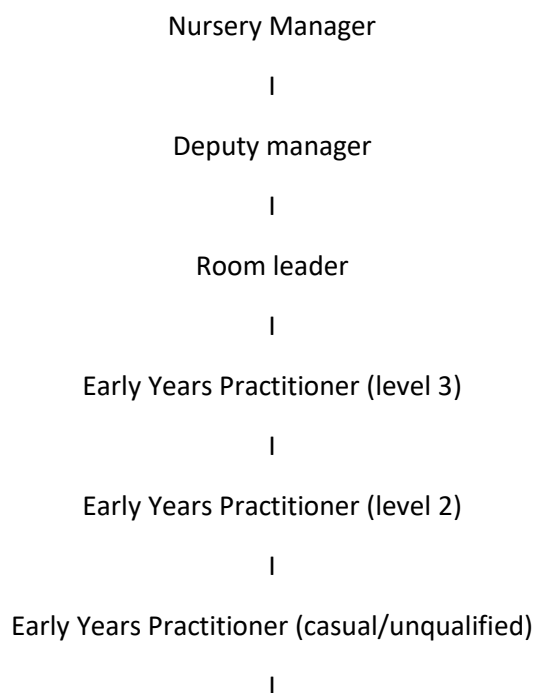 Nursery Manager
I
Deputy manager
I
Room leader
I
Early Years Practitioner (level 3)
I
Early Years Practitioner (level 2)
I
Early Years Practitioner (casual/unqualified)
I